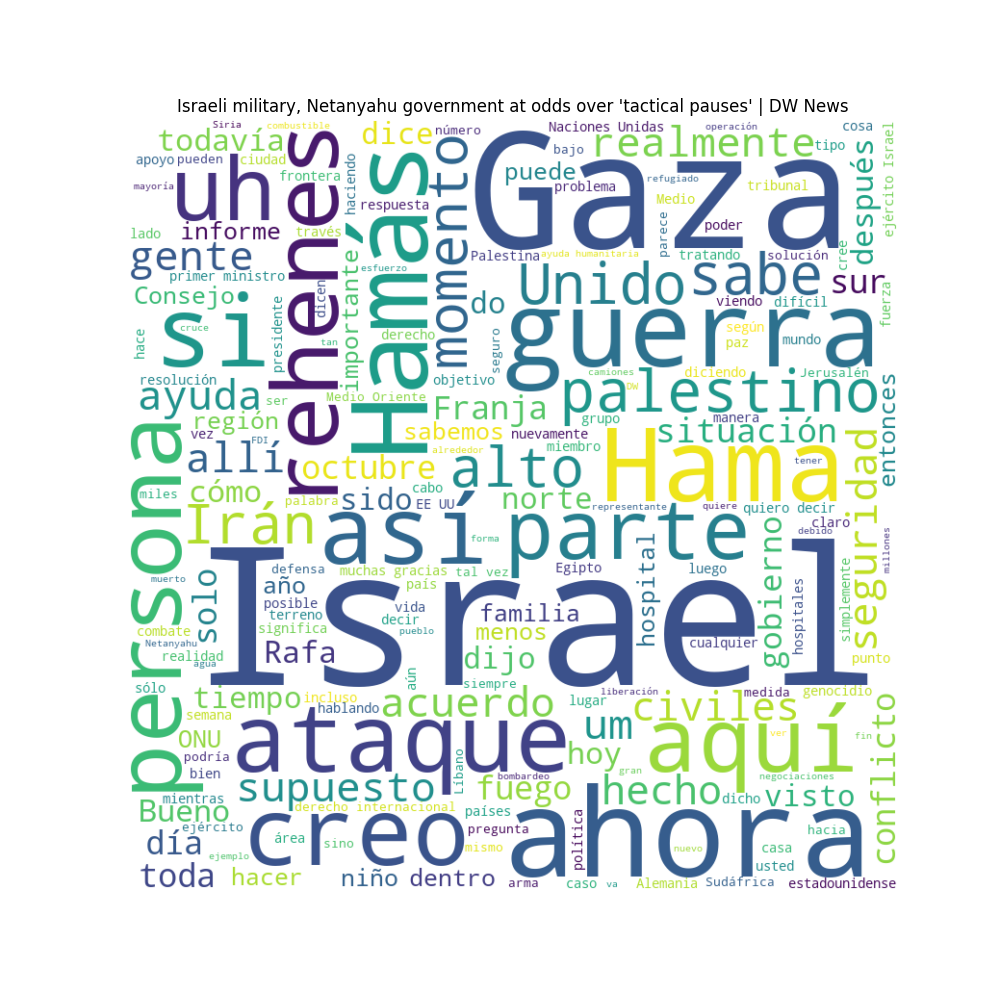 Israeli military, Netanyahu government at odds over 'tactical pauses' | DW News
Siria
combustible
todavía
dice
número
Naciones Unidas
operación
cosa
realmente
tipo
apoyo
pueden
ciudad
bajo
puede
mayoría
uh
frontera
haciendo
rehenes
Hamás
momento
Gaza
problema
refugiado
tribunal
Medio
después
ejército Israel
respuesta
lado
informe
través
poder
parece
gente
primer ministro
importante
esfuerzo
Palestina
ayuda humanitaria
tratando
solución
cree
Unido
sabe
sur
Consejo
dicen
do
viendo
difícil
fuerza
si
cruce
presidente
derecho
guerra
según
paz
mundo
hace
tan
seguro
resolución
objetivo
camiones
diciendo
Jerusalén
ayuda
ser
Medio Oriente
DW
palestino
entonces
región
Franja
grupo
manera
vez
FDI
sabemos
nuevamente
miembro
situación
allí
octubre
alrededor
alto
Hama
tener
seguridad
persona
miles
cómo
palabra
sido
cabo
EE UU
norte
representante
quiere
quiero decir
claro
Irán
así
forma
parte
debido
millones
hospital
gobierno
hospitales
simplemente
muerto
solo
defensa
año
muchas gracias
tal vez
país
Egipto
luego
Israel
posible
terreno
significa
vida
decir
pueblo
familia
menos
combate
Netanyahu
realidad
agua
Rafa
dijo
cualquier
punto
sólo
aún
siempre
liberación
medida
genocidio
tiempo
incluso
hablando
acuerdo
lugar
civiles
conflicto
semana
ONU
ataque
um
hoy
aquí
ver
fin
podría
bien
Líbano
bombardeo
gran
negociaciones
supuesto
fuego
hecho
dicho
visto
mientras
Bueno
derecho internacional
países
ejército
creo
pregunta
política
ahora
hacia
día
área
sino
mismo
nuevo
casa
ejemplo
usted
toda
hacer
niño
dentro
arma
caso
va
Alemania
Sudáfrica
estadounidense